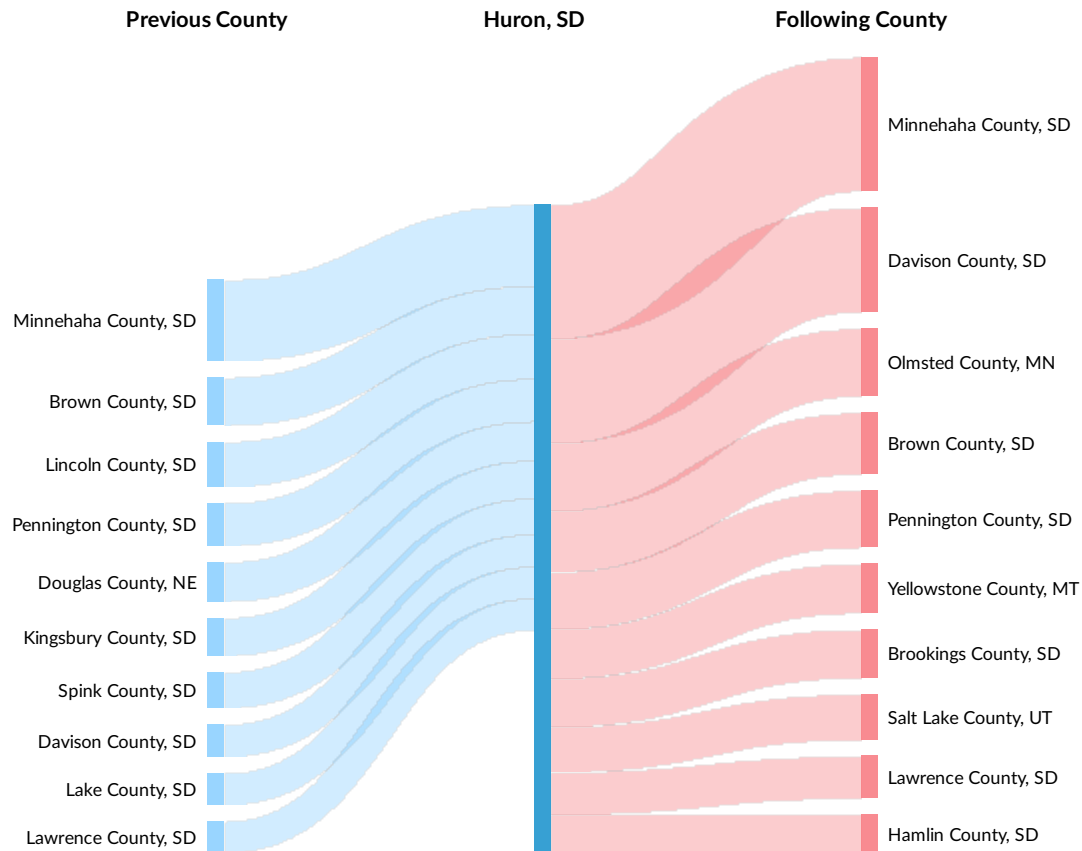 Previous County
Huron, SD
Following County
Minnehaha County, SD
Brown County, SD
Lincoln County, SD
Pennington County, SD
Douglas County, NE
Kingsbury County, SD
Spink County, SD
Davison County, SD
Lake County, SD
Lawrence County, SD
Minnehaha County, SD
Davison County, SD
Olmsted County, MN
Brown County, SD
Pennington County, SD
Yellowstone County, MT
Brookings County, SD
Salt Lake County, UT
Lawrence County, SD
Hamlin County, SD